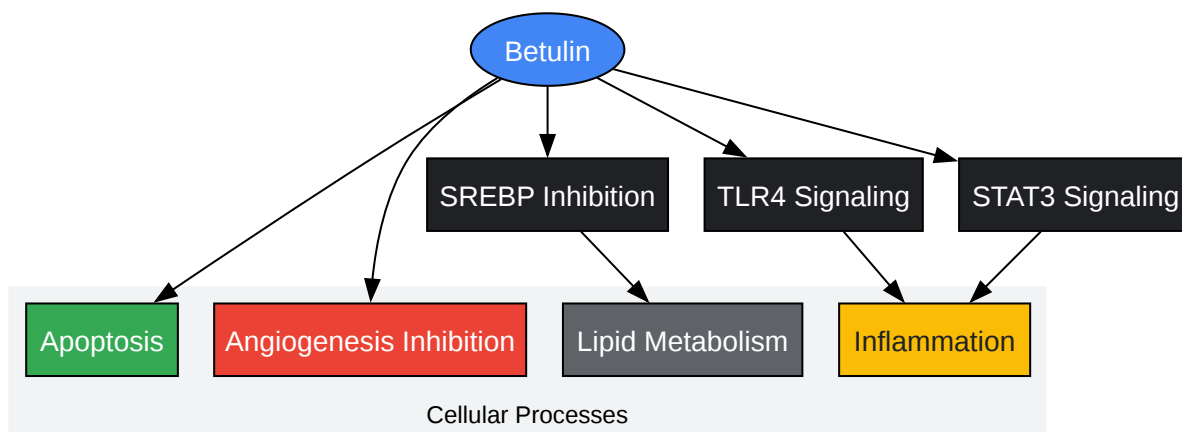 Betulin
SREBP Inhibition
TLR4 Signaling
STAT3 Signaling
Apoptosis
Angiogenesis Inhibition
Lipid Metabolism
Inflammation
Cellular Processes